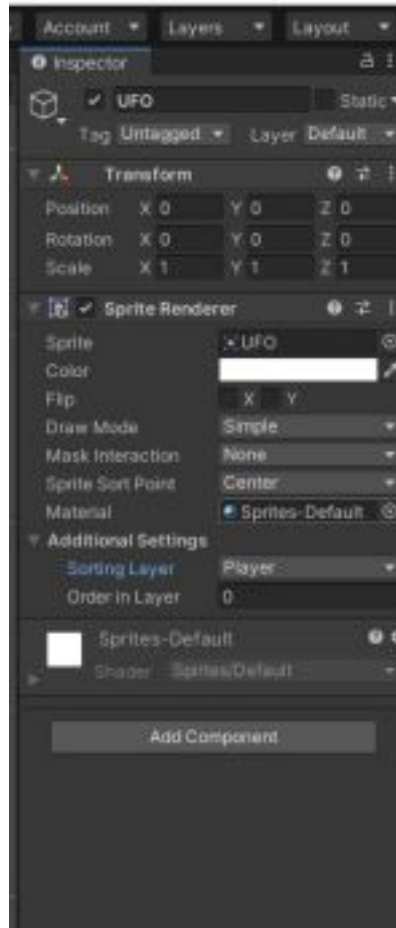 Account Layers Layout
Inspector
UFO Static
Tag Untagged Layer Default
Transform
Position X 0 Y 0 Z 0
Rotation X 0 Y 0 Z 0
Scale X 1 Y 1 Z 1
Sprite Renderer
Sprite UFO
Color
Flip X Y
Draw Mode Simple
Mask Interaction None
Sprite Sort Point Center
Material Sprites-Default
Additional Settings
Sorting Layer Player
Order in Layer 0
Sprites-Default
Shader Sprites/Default
Add Component